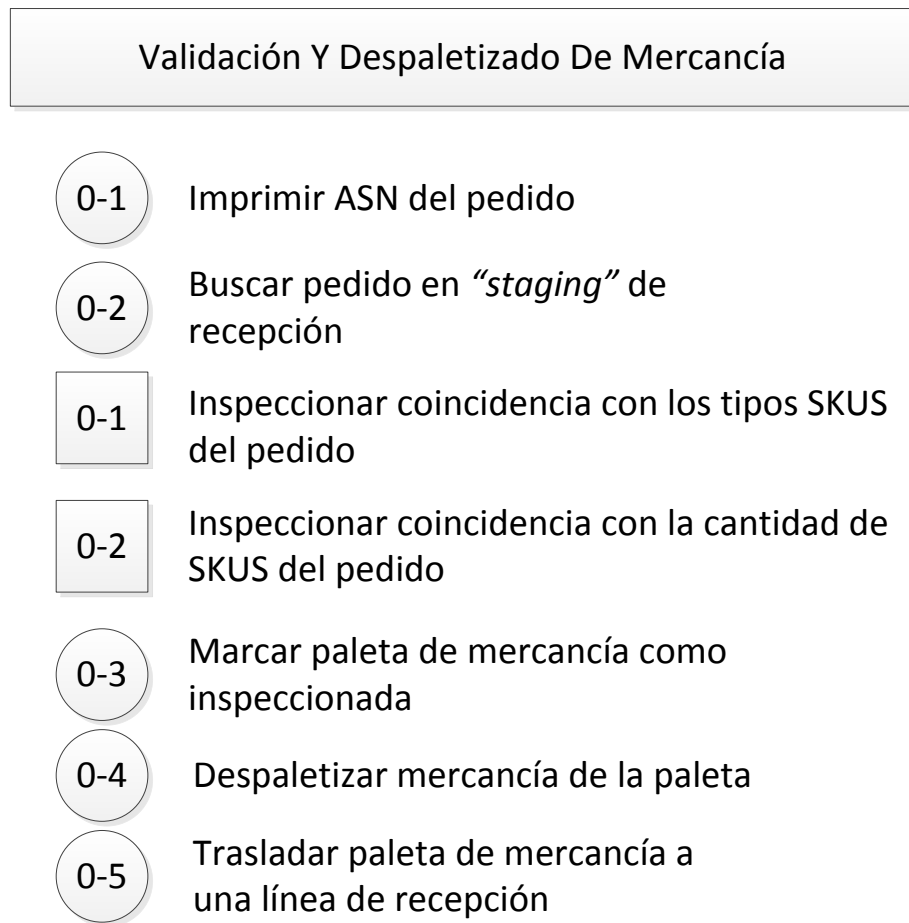 Validación Y Despaletizado De Mercancía
0-1 Imprimir ASN del pedido
0-2 Buscar pedido en “staging” de
recepción
0-1 Inspeccionar coincidencia con los tipos SKUS
del pedido
0-2 Inspeccionar coincidencia con la cantidad de
SKUS del pedido
0-3 Marcar paleta de mercancía como
inspeccionada
0-4 Despaletizar mercancía de la paleta
0-5 Trasladar paleta de mercancía a
una línea de recepción